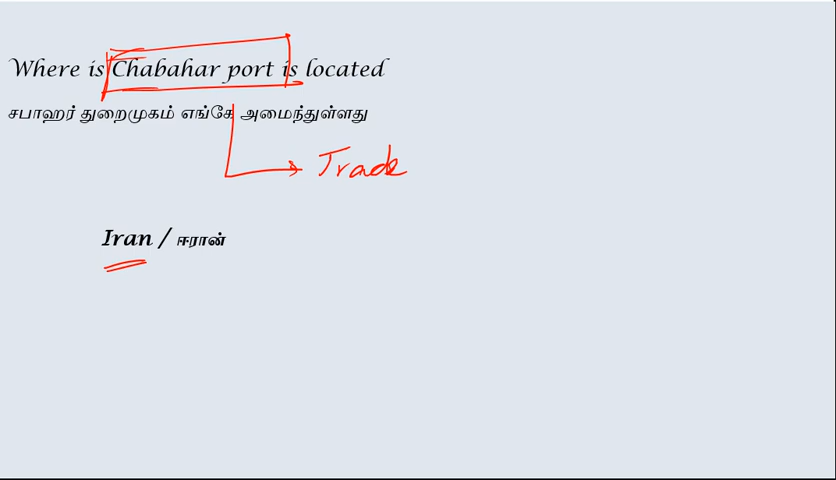 Where is Chabahar port is located
சபாஹர் துறைமுகம் எங்கே அமைந்துள்ளது
Trade
Iran / ஈரான்